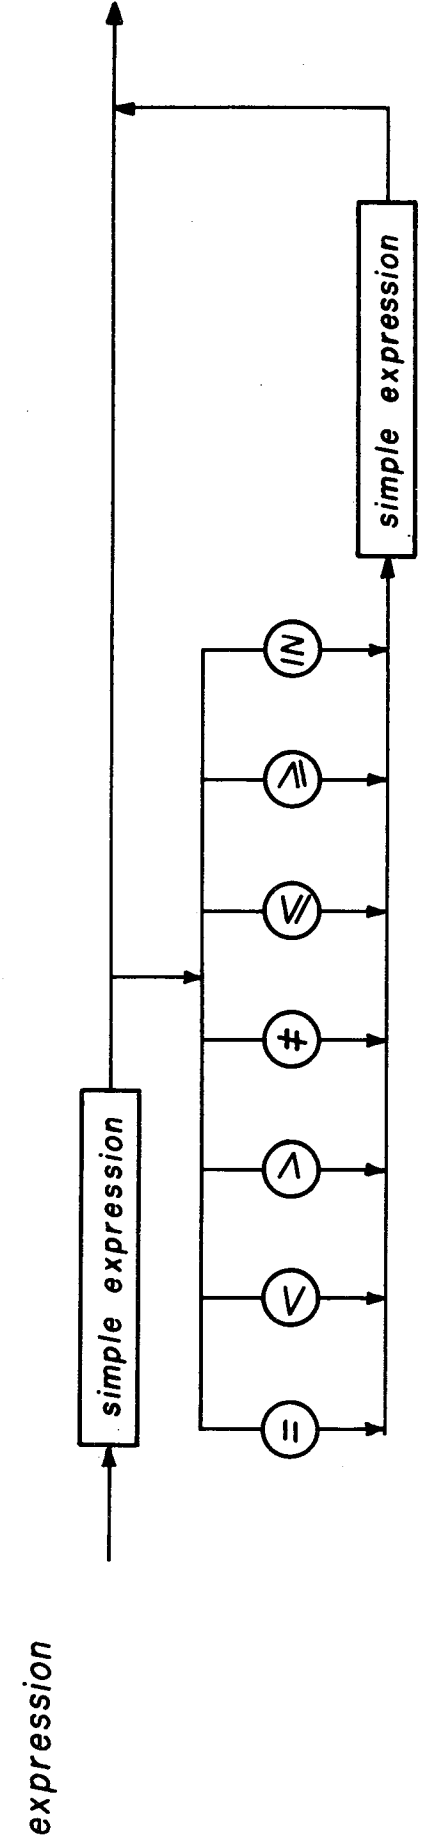 expression
simple expression
=
<
>
≠
≤
≥
IN
simple expression